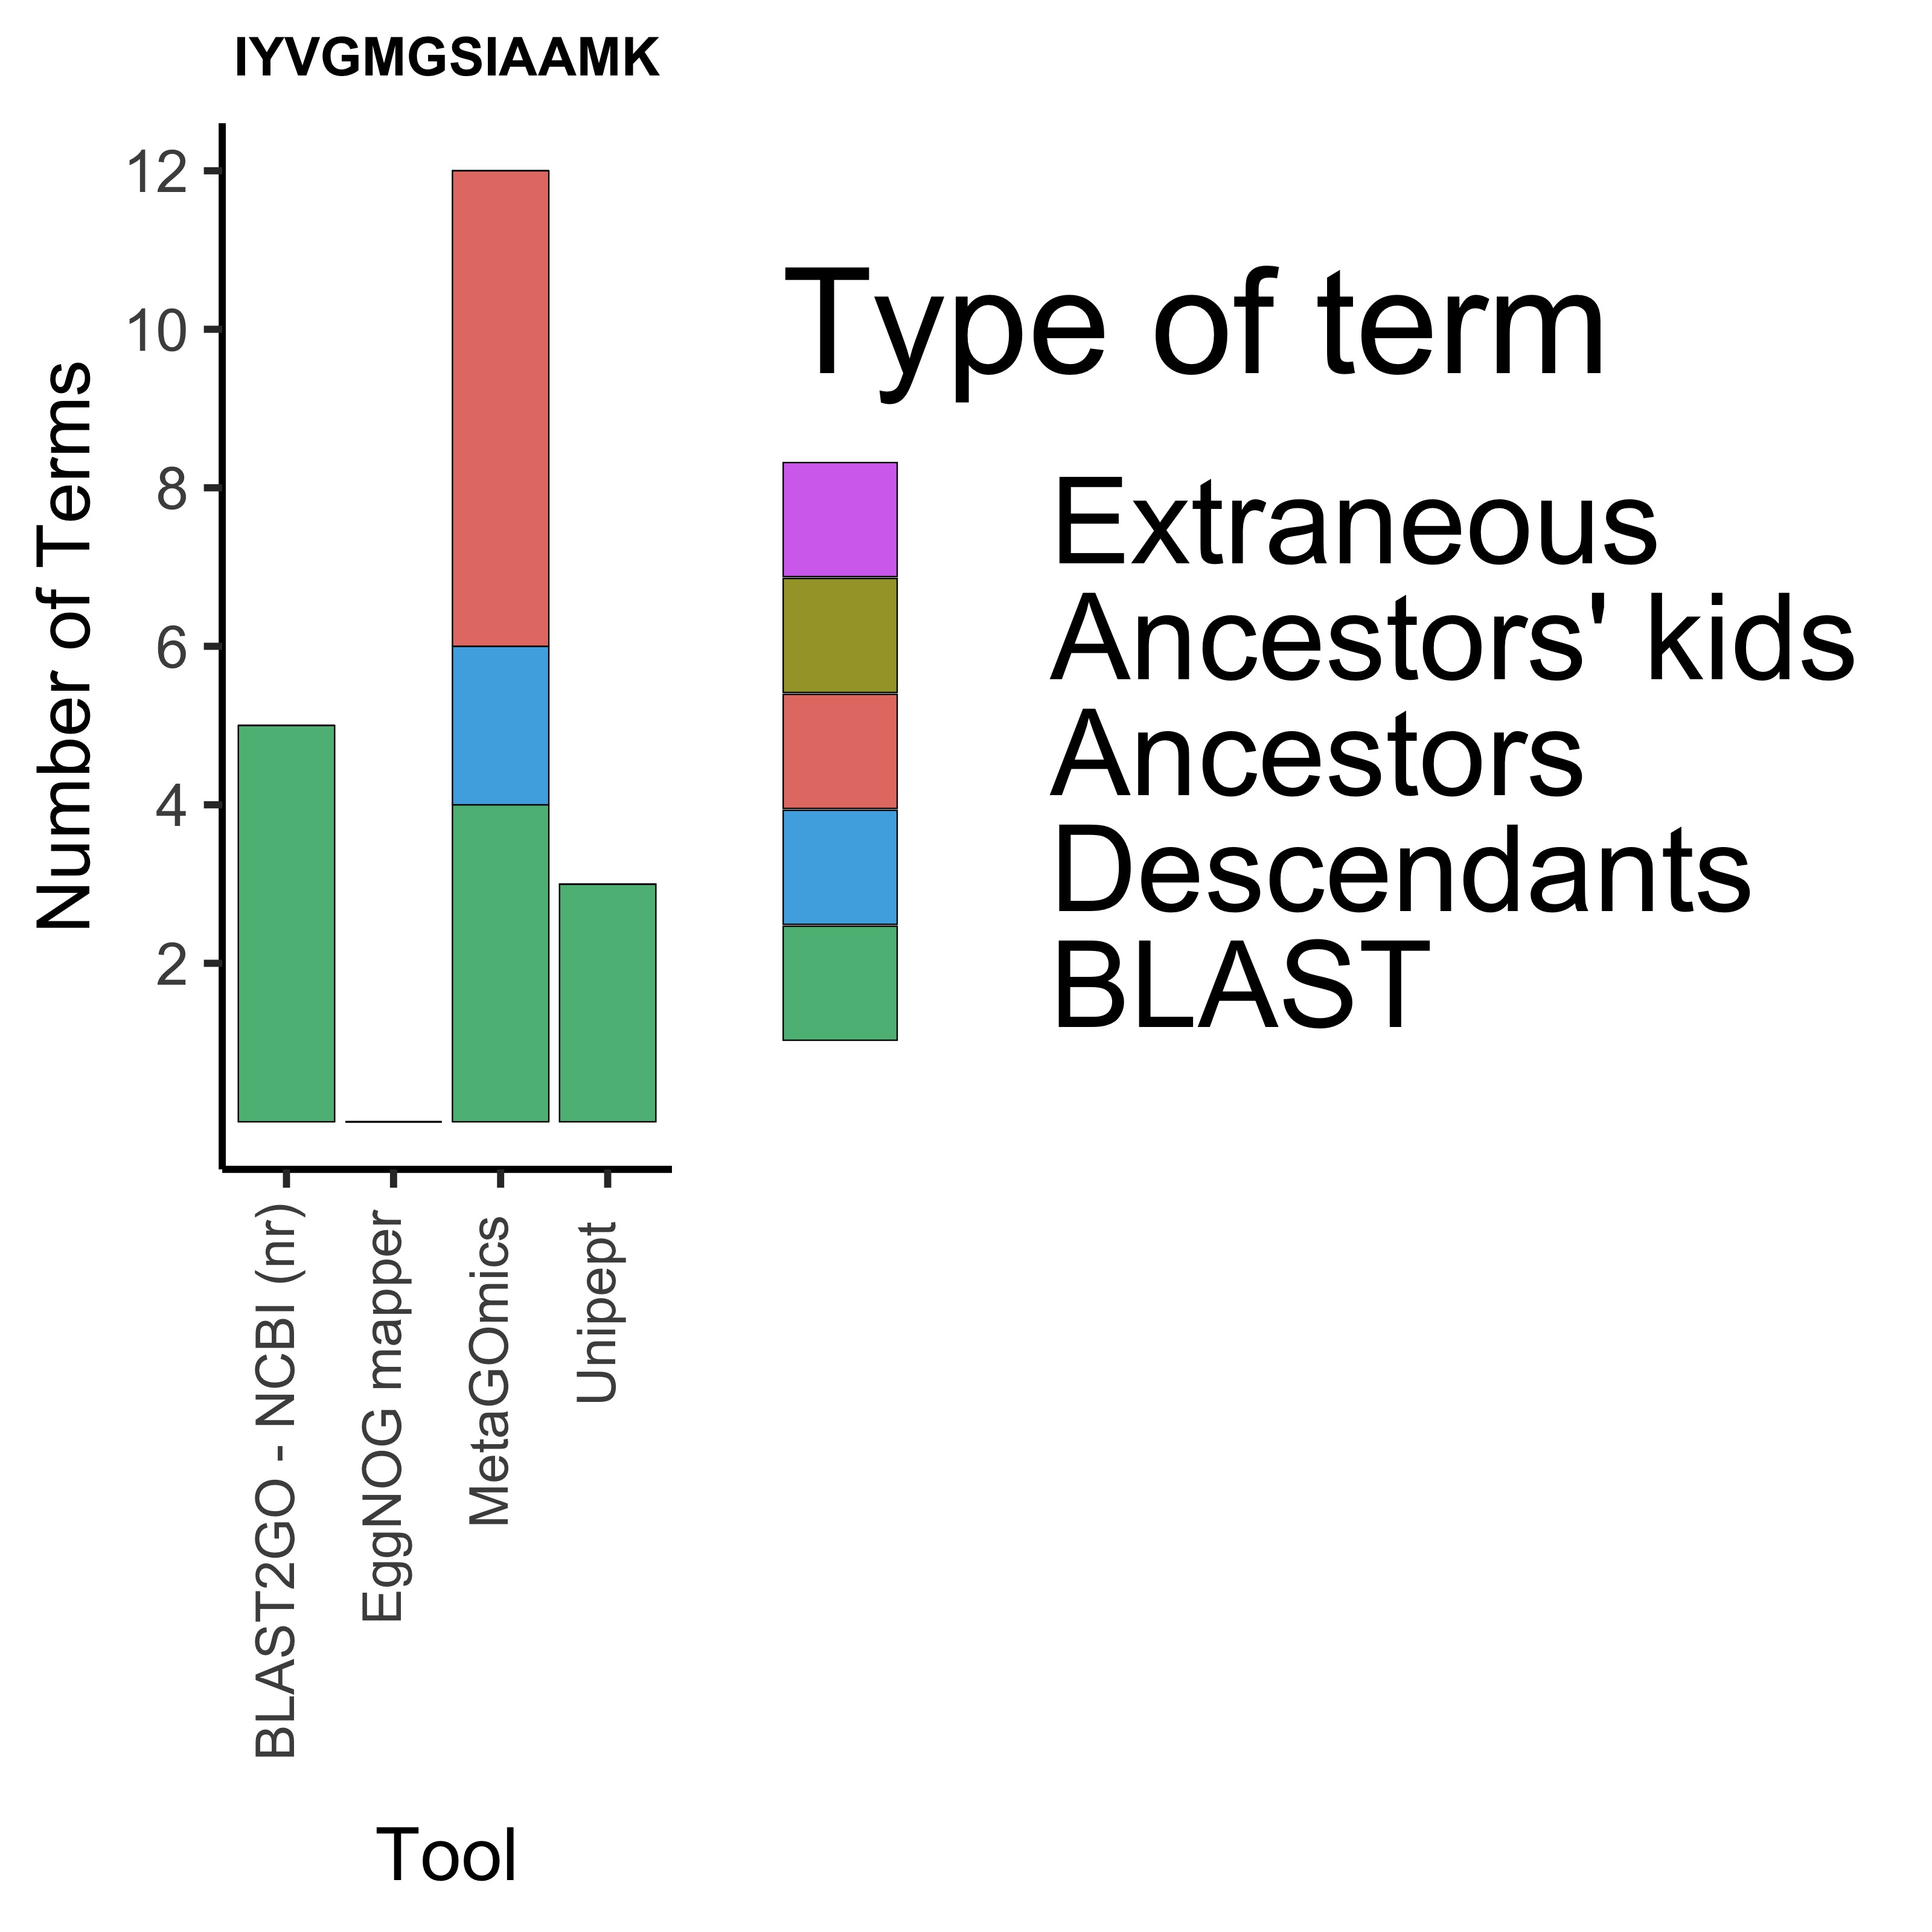 IYVGMGSIAAMK
Number of Terms
12
10
8
6
4
2
BLAST2GO - NCBI (nr)
EggNOG mapper
MetaGOmics
Unipept
Tool
Type of term
Extraneous
Ancestors' kids
Ancestors
Descendants
BLAST